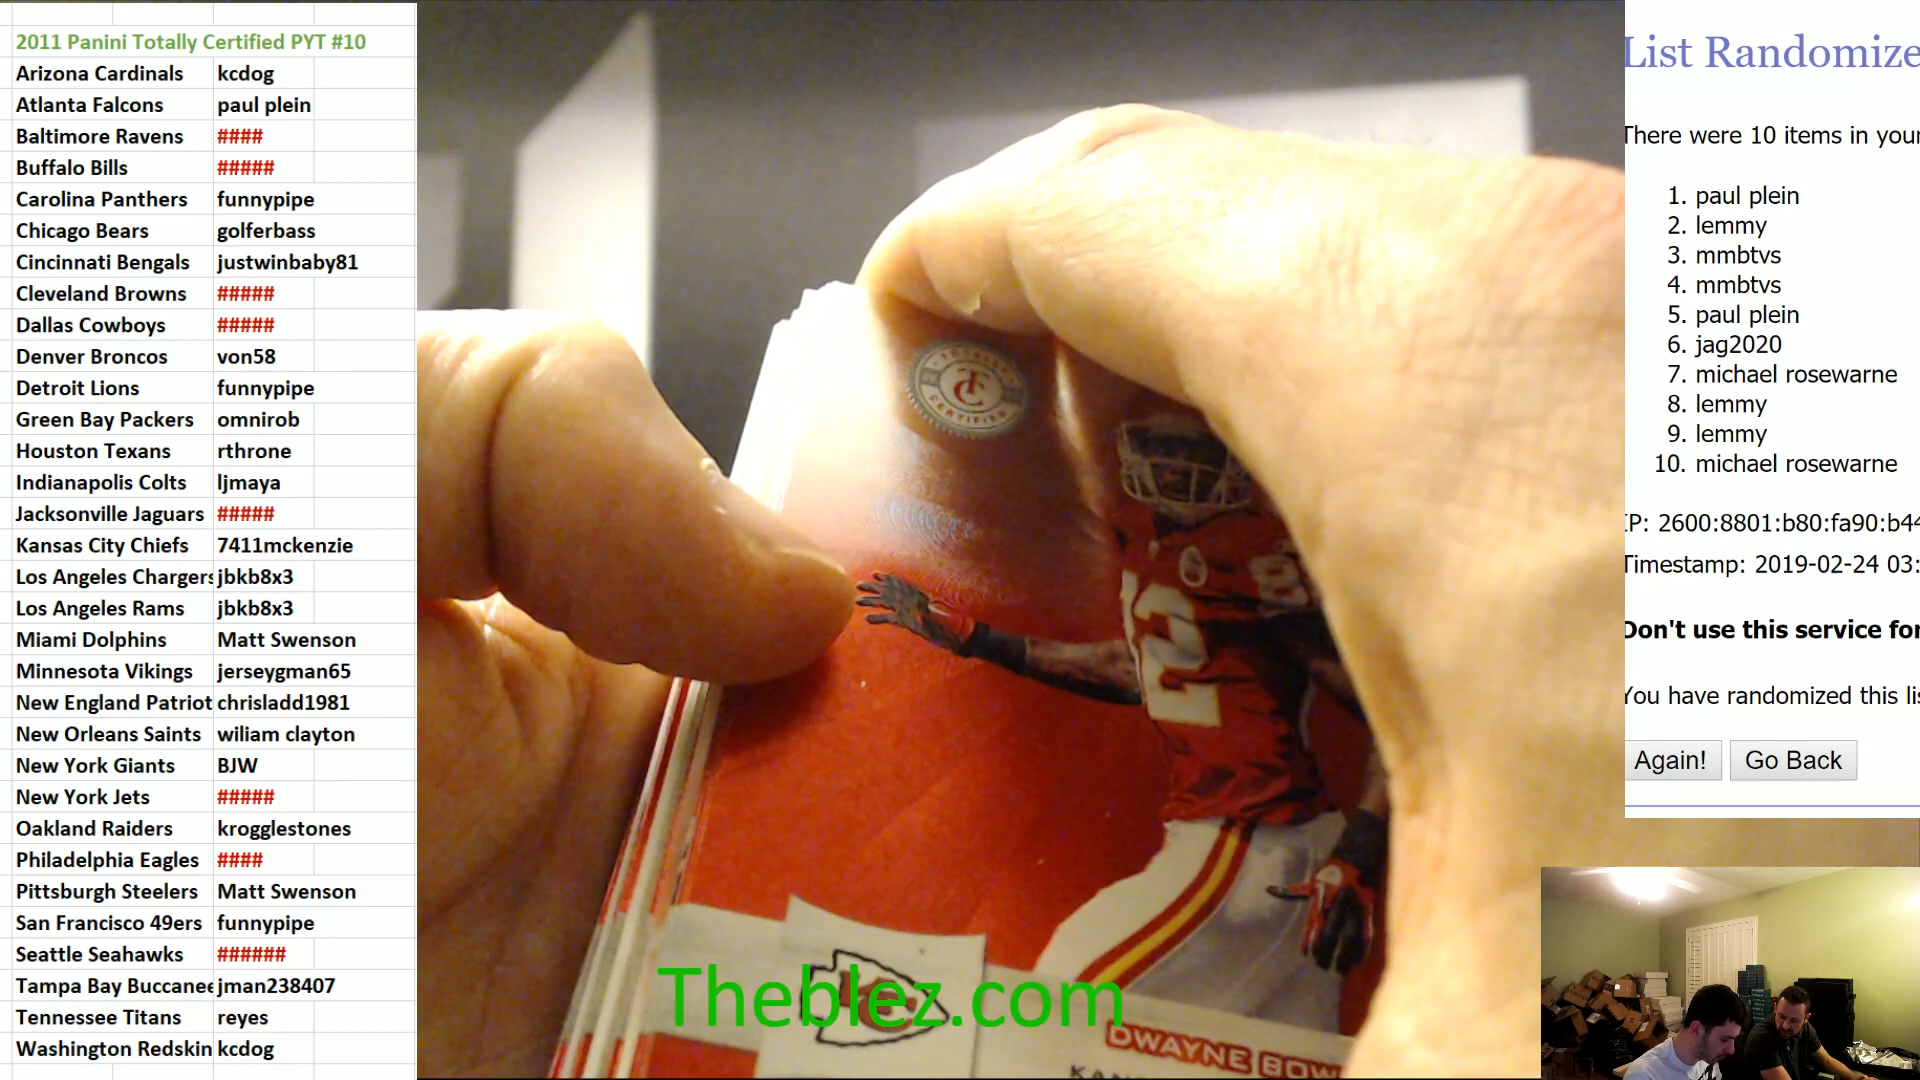 2011 Panini Totally Certified PYT #10
Arizona Cardinals kcdog
Atlanta Falcons paul plein
Baltimore Ravens ####
Buffalo Bills #####
Carolina Panthers funnypipe
Chicago Bears golferbass
Cincinnati Bengals justwinbaby81
Cleveland Browns #####
Dallas Cowboys #####
Denver Broncos von58
Detroit Lions funnypipe
Green Bay Packers omnirob
Houston Texans rthrone
Indianapolis Colts ljmaya
Jacksonville Jaguars #####
Kansas City Chiefs 7411mckenzie
Los Angeles Chargers jbkb8x3
Los Angeles Rams jbkb8x3
Miami Dolphins Matt Swenson
Minnesota Vikings jerseygman65
New England Patriot chrisladd1981
New Orleans Saints wiliam clayton
New York Giants BJW
New York Jets #####
Oakland Raiders krogglestones
Philadelphia Eagles ####
Pittsburgh Steelers Matt Swenson
San Francisco 49ers funnypipe
Seattle Seahawks ######
Tampa Bay Buccanee jman238407
Tennessee Titans reyes
Washington Redskin kcdog
TOTALLY
TC
CERTIFIED
82
KC
Theblez.com
DWAYNE BOW
KAN
List Randomize
There were 10 items in your
1. paul plein
2. lemmy
3. mmbtvs
4. mmbtvs
5. paul plein
6. jag2020
7. michael rosewarne
8. lemmy
9. lemmy
10. michael rosewarne
IP: 2600:8801:b80:fa90:b44
Timestamp: 2019-02-24 03:
Don't use this service for
You have randomized this lis
Again! Go Back